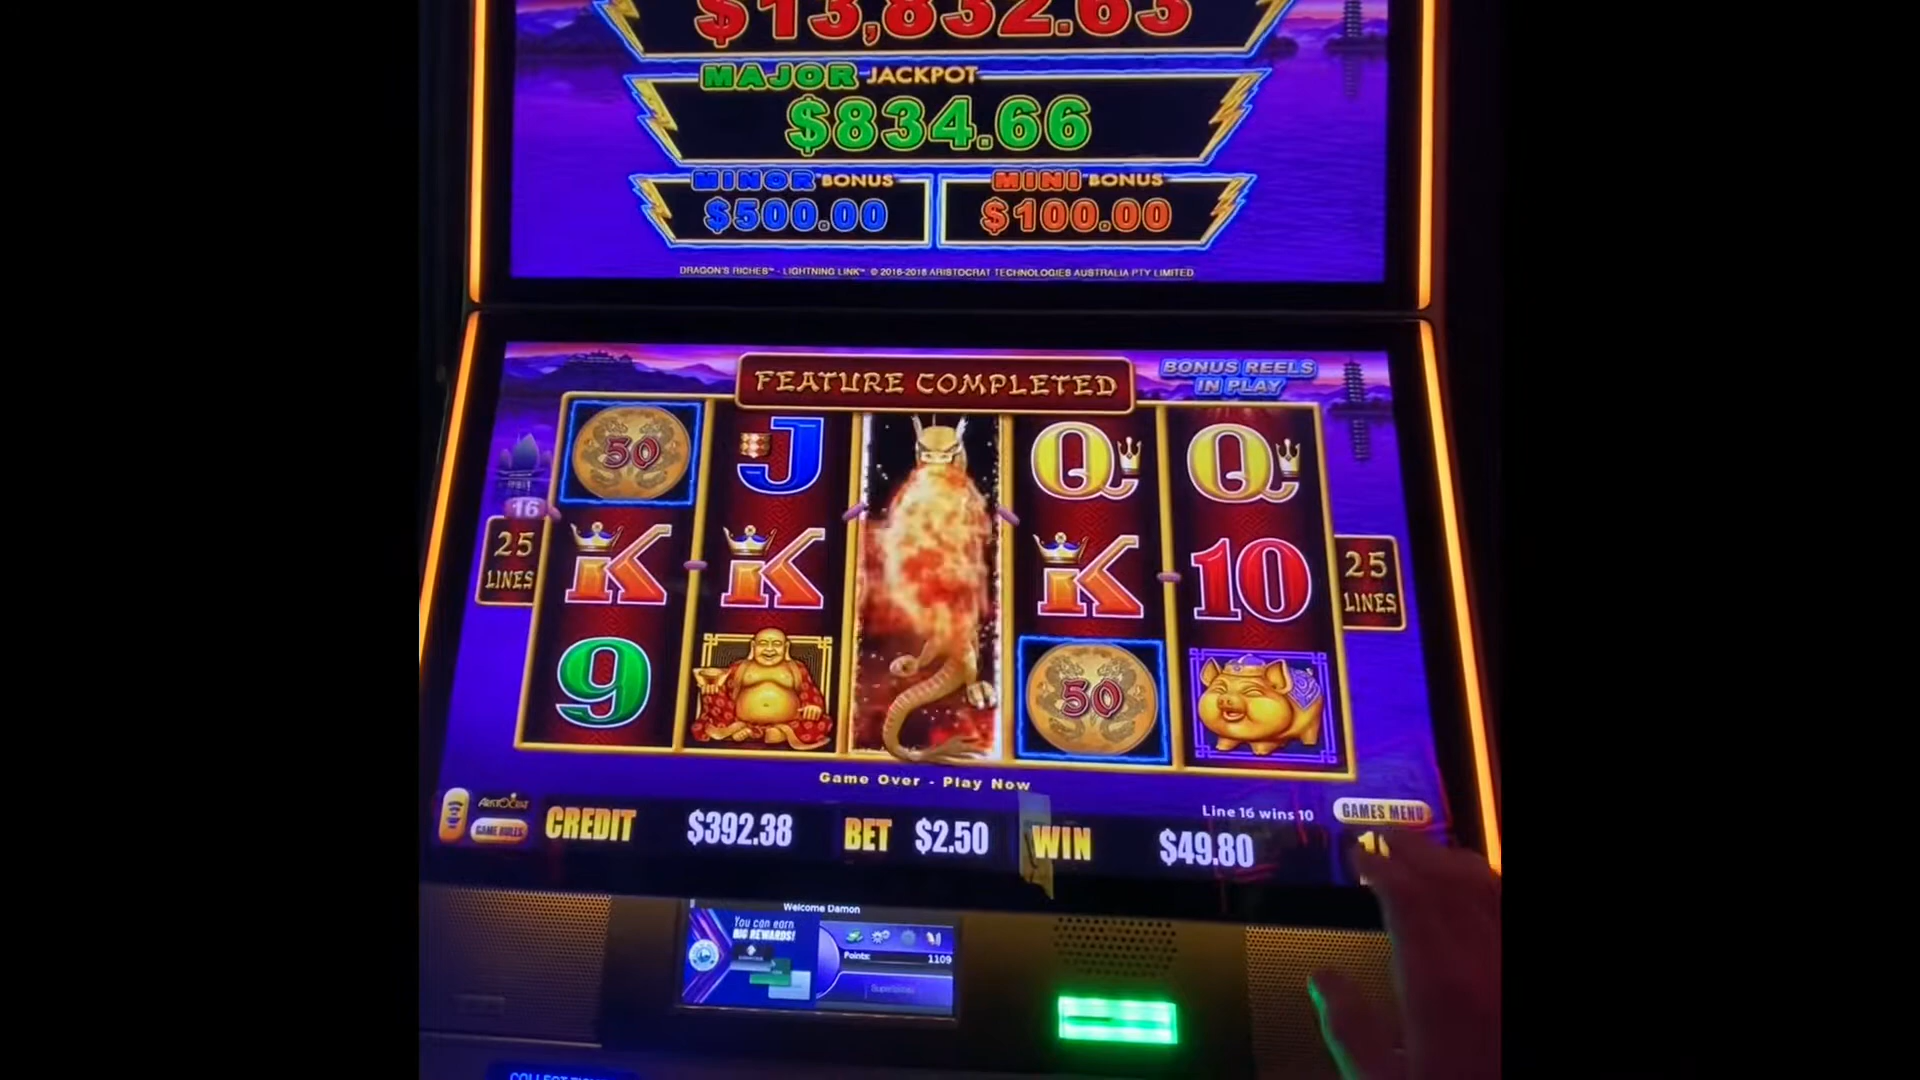 $13,832.63
MAJOR JACKPOT
$834.66
MINOR BONUS
$500.00
MINI BONUS
$100.00
DRAGON'S RICHES™ - LIGHTNING LINK™ © 2016-2018 ARISTOCRAT TECHNOLOGIES AUSTRALIA PTY LIMITED
FEATURE COMPLETED
BONUS REELS
IN PLAY
50
J
Q
Q
16
25
LINES
K
K
K
10
25
LINES
9
50
Game Over - Play Now
Line 16 wins 10
GAMES MENU
ARISTOCRAT
GAME RULES
CREDIT $392.38
BET $2.50
WIN $49.80
Welcome Damon
You can earn
BIG REWARDS!
Points: 1109